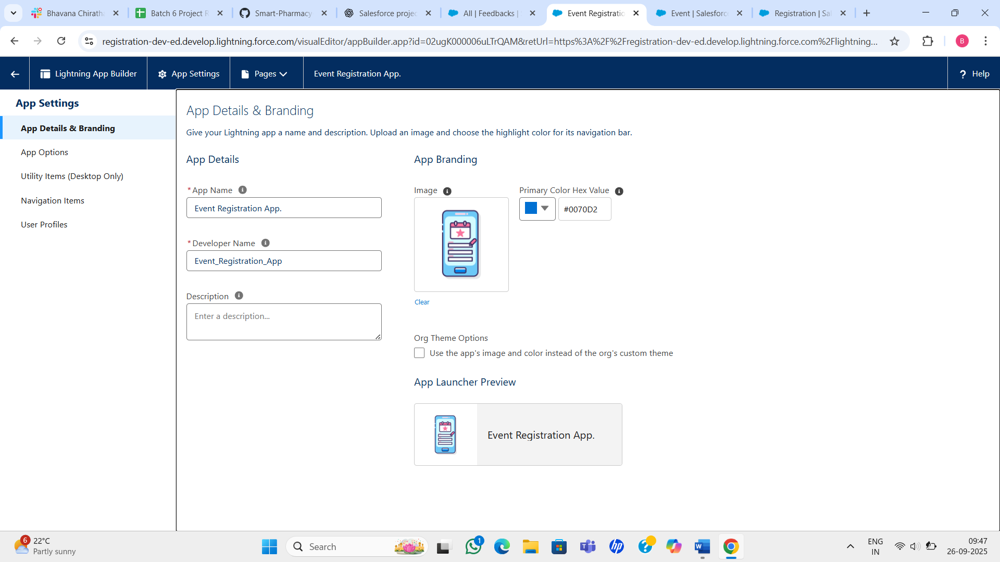 Bhavana Chiratha
Batch 6 Project R
Smart-Pharmacy
Salesforce projec
All | Feedbacks |
Event Registratio
Event | Salesforc
Registration | Sal
registration-dev-ed.develop.lightning.force.com/visualEditor/appBuilder.app?id=02ugK000006uLTrQAM&retUrl=https%3A%2F%2Fregistration-dev-ed.develop.lightning.force.com%2Flightning...
B
Lightning App Builder
App Settings
Pages
Event Registration App.
? Help
App Settings
App Details & Branding
App Options
Utility Items (Desktop Only)
Navigation Items
User Profiles
App Details & Branding
Give your Lightning app a name and description. Upload an image and choose the highlight color for its navigation bar.
App Details
*App Name
Event Registration App.
*Developer Name
Event_Registration_App
Description
Enter a description...
App Branding
Image
Primary Color Hex Value
#0070D2
Clear
Org Theme Options
Use the app's image and color instead of the org's custom theme
App Launcher Preview
Event Registration App.
6
22°C
Partly sunny
Search
1
ENG
IN
09:47
26-09-2025